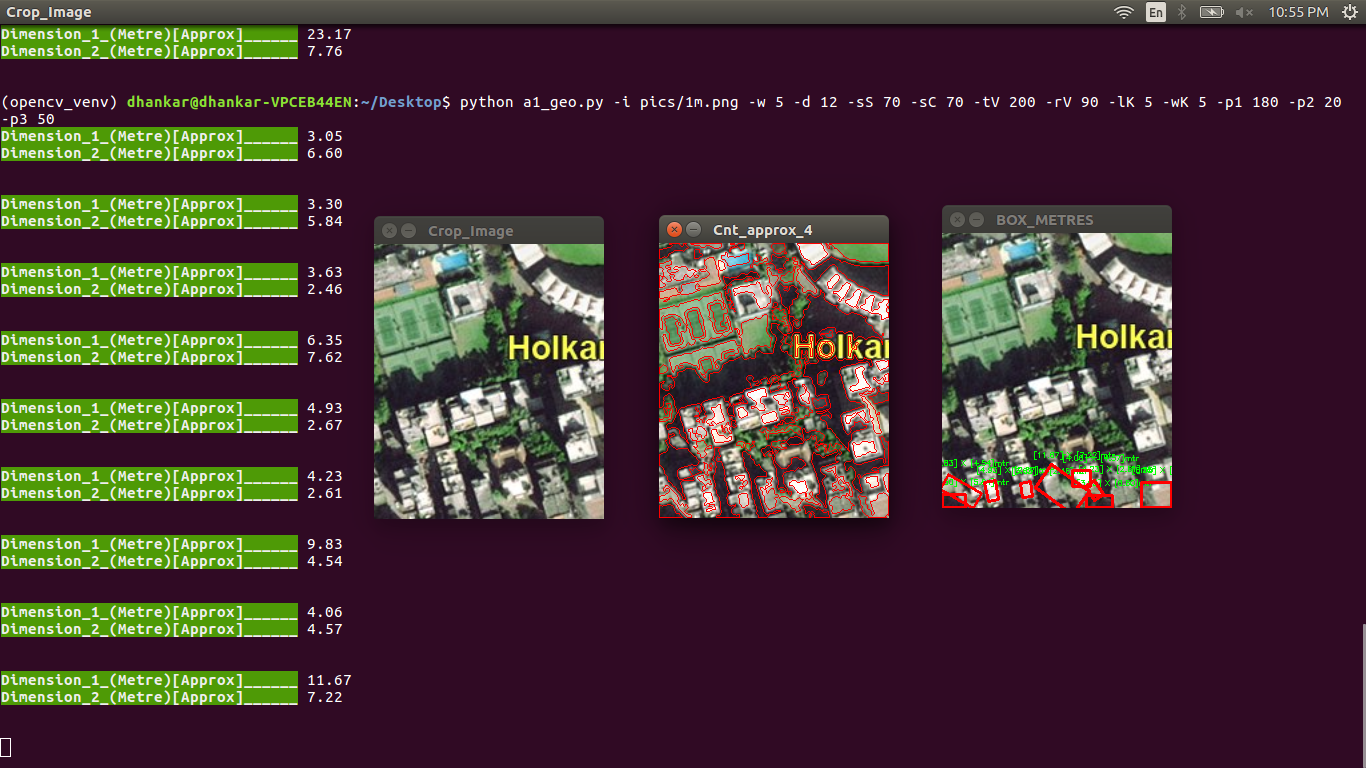 Crop_Image
En
10:55 PM
Dimension_1_(Metre)[Approx]______ 23.17
Dimension_2_(Metre)[Approx]______ 7.76
(opencv_venv) dhankar@dhankar-VPCEB44EN:~/Desktop$ python a1_geo.py -i pics/1m.png -w 5 -d 12 -sS 70 -sC 70 -tV 200 -rV 90 -lK 5 -wK 5 -p1 180 -p2 20
-p3 50
Dimension_1_(Metre)[Approx]______ 3.05
Dimension_2_(Metre)[Approx]______ 6.60
Dimension_1_(Metre)[Approx]______ 3.30
Dimension_2_(Metre)[Approx]______ 5.84
Dimension_1_(Metre)[Approx]______ 3.63
Dimension_2_(Metre)[Approx]______ 2.46
Dimension_1_(Metre)[Approx]______ 6.35
Dimension_2_(Metre)[Approx]______ 7.62
Dimension_1_(Metre)[Approx]______ 4.93
Dimension_2_(Metre)[Approx]______ 2.67
Dimension_1_(Metre)[Approx]______ 4.23
Dimension_2_(Metre)[Approx]______ 2.61
Dimension_1_(Metre)[Approx]______ 9.83
Dimension_2_(Metre)[Approx]______ 4.54
Dimension_1_(Metre)[Approx]______ 4.06
Dimension_2_(Metre)[Approx]______ 4.57
Dimension_1_(Metre)[Approx]______ 11.67
Dimension_2_(Metre)[Approx]______ 7.22
Crop_Image
Holkar
Cnt_approx_4
Holkar
BOX_METRES
Holkar